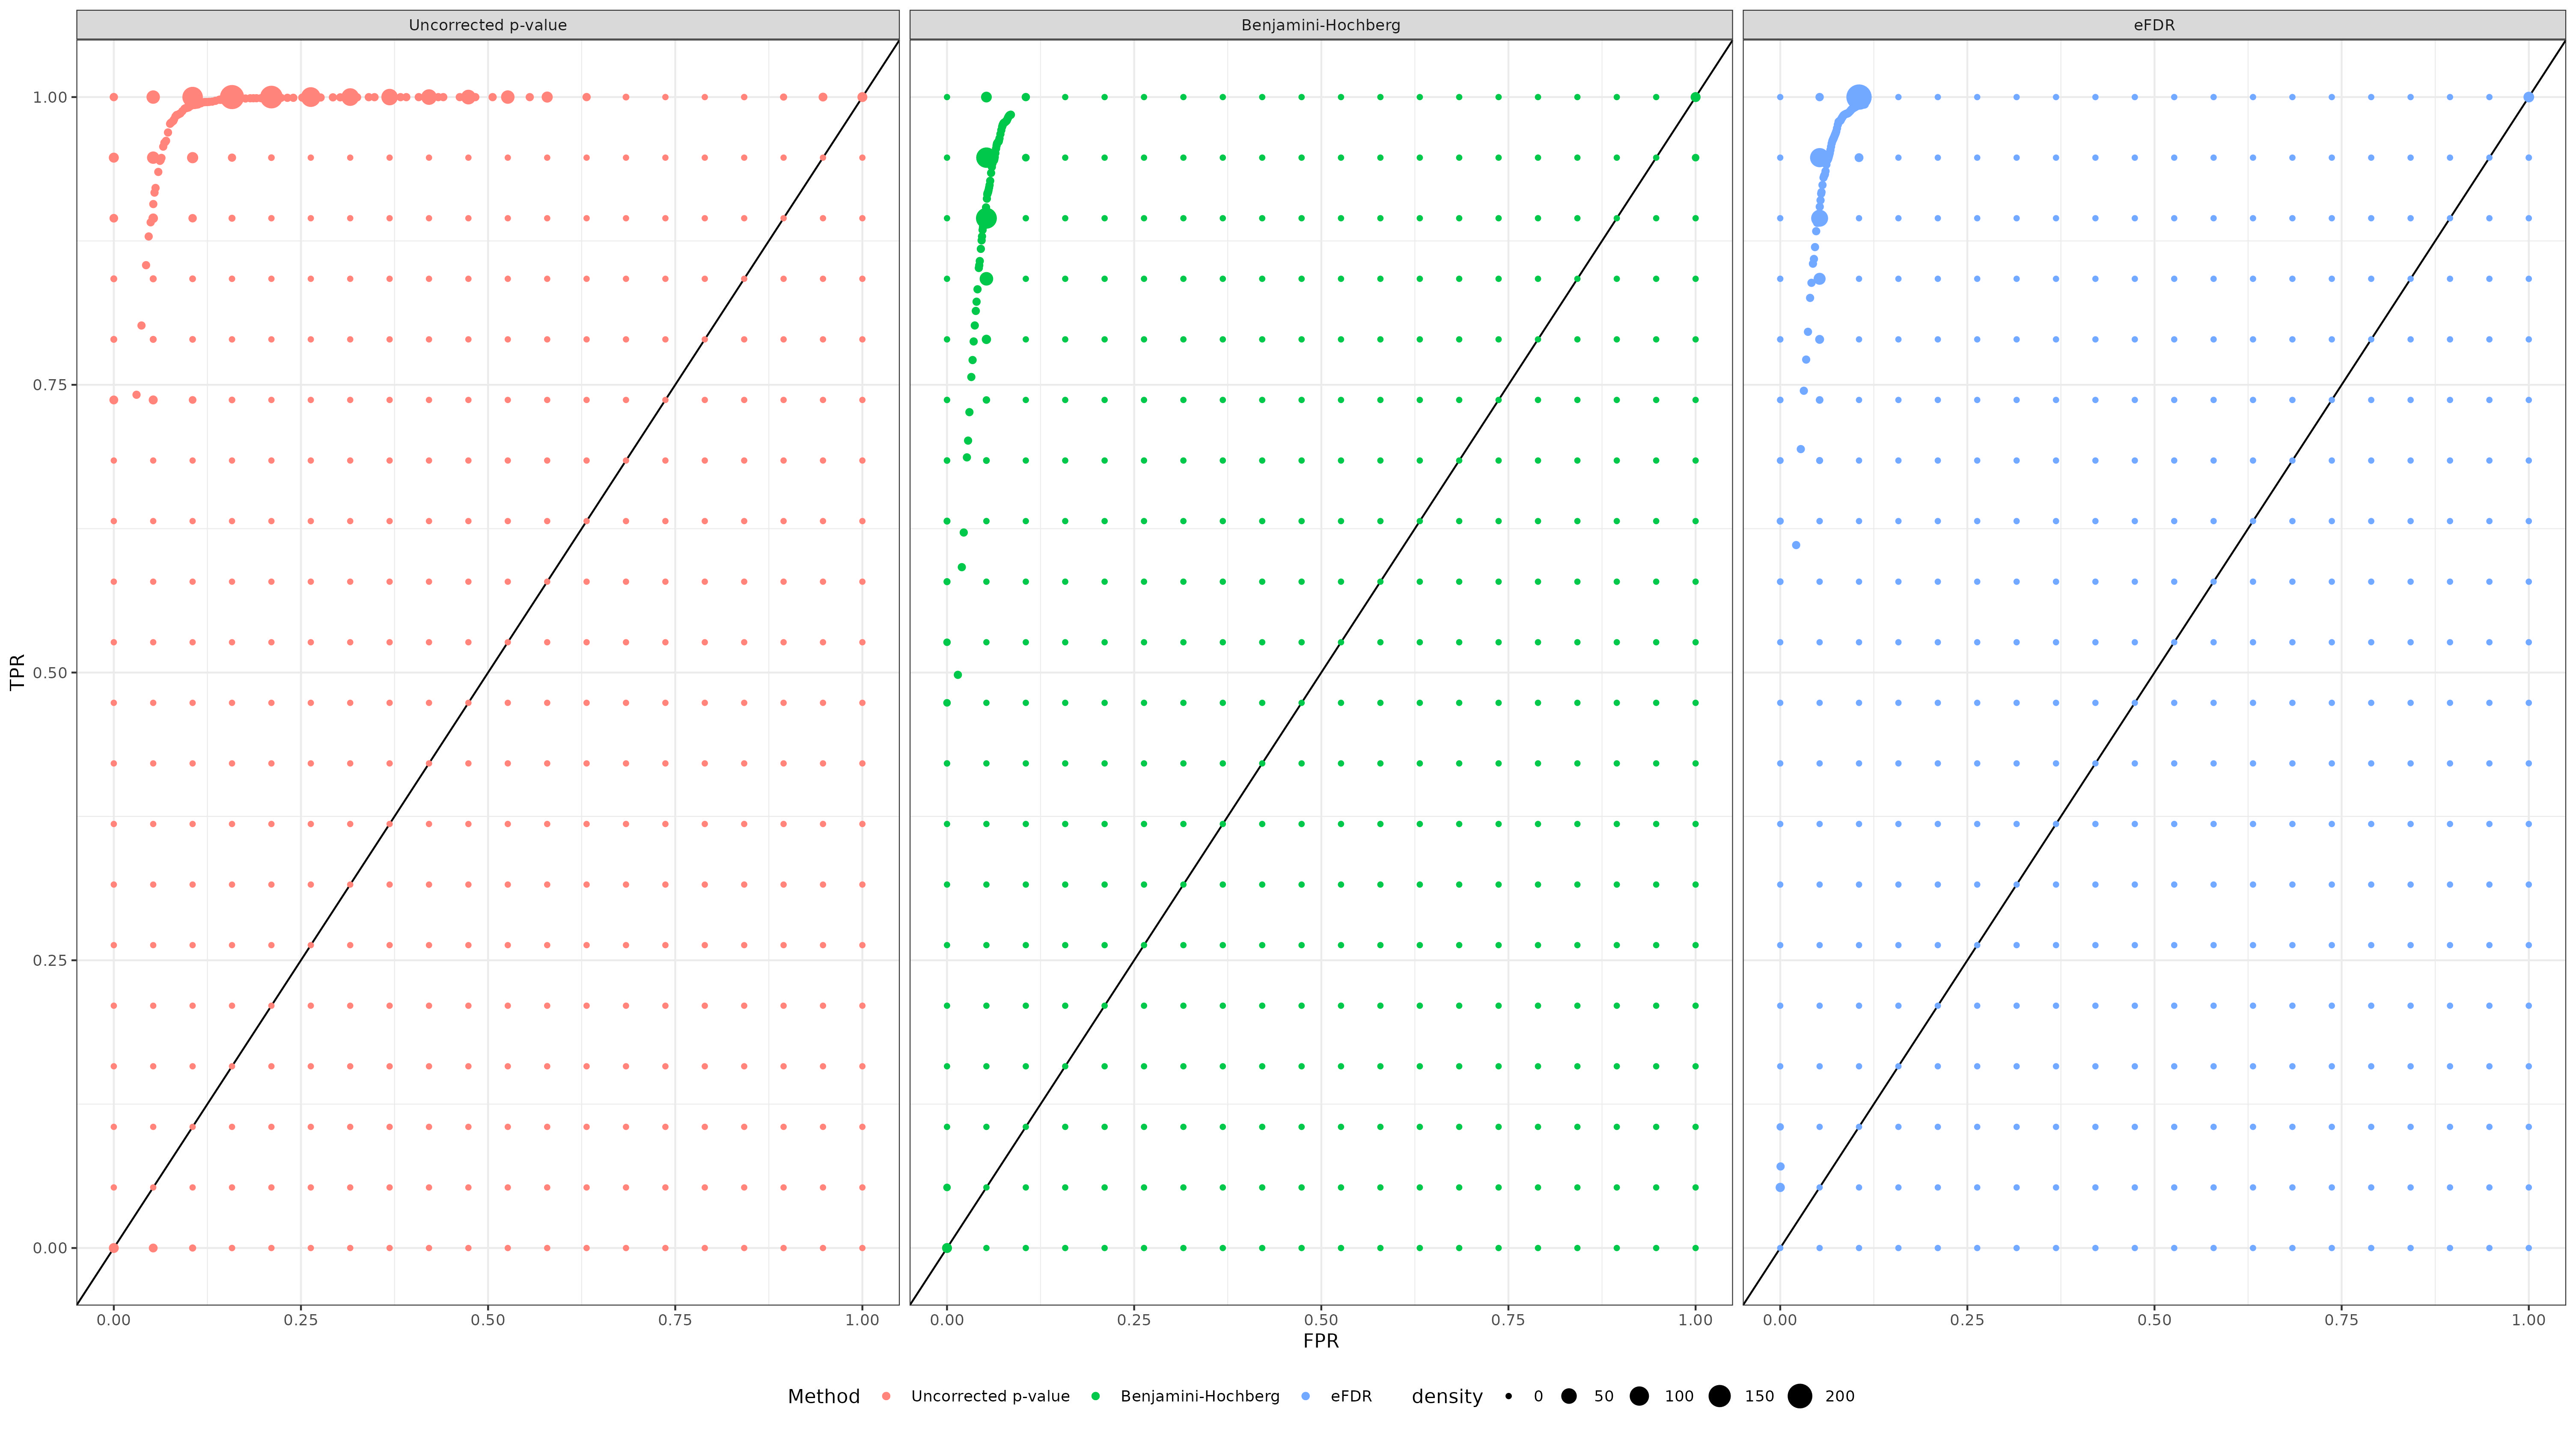 Uncorrected p-value Benjamini-Hochberg eFDR
1.00
0.75
0.50
0.25
0.00
TPR
0.00 0.25 0.50 0.75 1.00 0.00 0.25 0.50 0.75 1.00 0.00 0.25 0.50 0.75 1.00
FPR
Method Uncorrected p-value Benjamini-Hochberg eFDR density 0 50 100 150 200